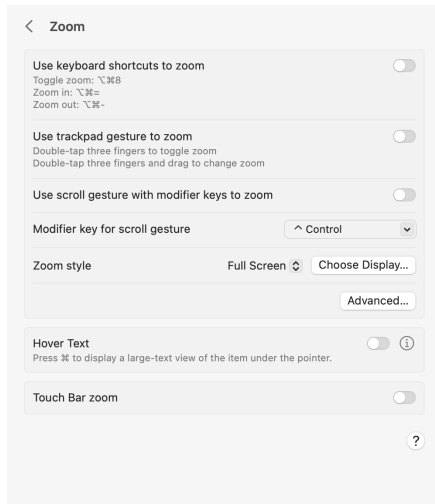 Zoom
Use keyboard shortcuts to zoom
Toggle zoom: ⌥⌘8
Zoom in: ⌥⌘=
Zoom out: ⌥⌘-
Use trackpad gesture to zoom
Double-tap three fingers to toggle zoom
Double-tap three fingers and drag to change zoom
Use scroll gesture with modifier keys to zoom
Modifier key for scroll gesture ^ Control
Zoom style Full Screen Choose Display...
Advanced...
Hover Text
Press ⌘ to display a large-text view of the item under the pointer.
Touch Bar zoom
?